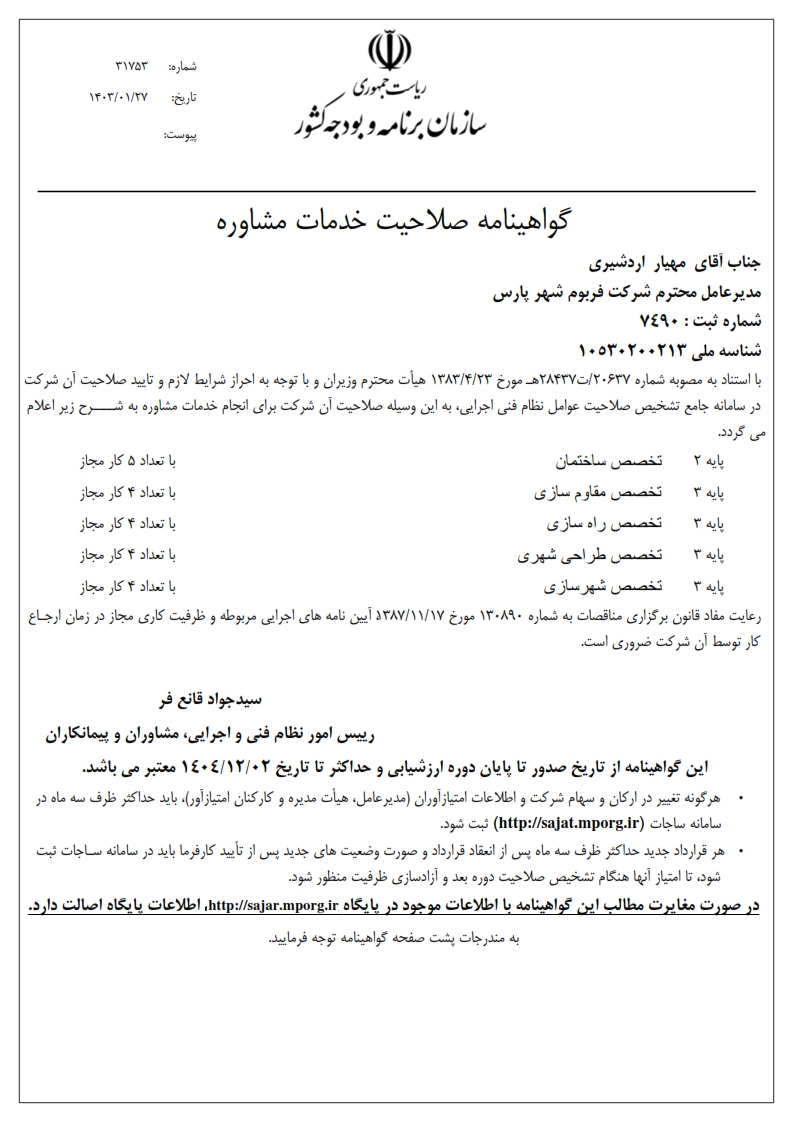 ریاست جمهوری
سازمان برنامه و بودجه کشور
شماره: ۳۱۷۵۳
تاریخ: ۱۴۰۳/۰۱/۲۷
پیوست:
گواهینامه صلاحیت خدمات مشاوره
جناب آقای مهیار اردشیری
مدیرعامل محترم شرکت فربوم شهر پارس
شماره ثبت : ۷٤۹۰
شناسه ملی ۱۰۵۳۰۲۰۰۲۱۳
با استناد به مصوبه شماره ۲۰۶۳۷/ت۲۸۴۳۷هـ مورخ ۱۳۸۳/۴/۲۳ هیأت محترم وزیران و با توجه به احراز شرایط لازم و تایید صلاحیت آن شرکت
در سامانه جامع تشخیص صلاحیت عوامل نظام فنی اجرایی، به این وسیله صلاحیت آن شرکت برای انجام خدمات مشاوره به شـــــرح زیر اعلام
می گردد.
پایه ۲ تخصص ساختمان با تعداد ۵ کار مجاز
پایه ۳ تخصص مقاوم سازی با تعداد ۴ کار مجاز
پایه ۳ تخصص راه سازی با تعداد ۴ کار مجاز
پایه ۳ تخصص طراحی شهری با تعداد ۴ کار مجاز
پایه ۳ تخصص شهرسازی با تعداد ۴ کار مجاز
رعایت مفاد قانون برگزاری مناقصات به شماره ۱۳۰۸۹۰ مورخ ۱۳۸۷/۱۱/۱۷، آیین نامه های اجرایی مربوطه و ظرفیت کاری مجاز در زمان ارجـاع
کار توسط آن شرکت ضروری است.
سیدجواد قانع فر
رییس امور نظام فنی و اجرایی، مشاوران و پیمانکاران
این گواهینامه از تاریخ صدور تا پایان دوره ارزشیابی و حداکثر تا تاریخ ۱٤۰٤/۱۲/۰۲ معتبر می باشد.
• هرگونه تغییر در ارکان و سهام شرکت و اطلاعات امتیازآوران (مدیرعامل، هیأت مدیره و کارکنان امتیازآور)، باید حداکثر ظرف سه ماه در
سامانه ساجات (http://sajat.mporg.ir) ثبت شود.
• هر قرارداد جدید حداکثر ظرف سه ماه پس از انعقاد قرارداد و صورت وضعیت های جدید پس از تأیید کارفرما باید در سامانه سـاجات ثبت
شود، تا امتیاز آنها هنگام تشخیص صلاحیت دوره بعد و آزادسازی ظرفیت منظور شود.
در صورت مغایرت مطالب این گواهینامه با اطلاعات موجود در پایگاه http://sajar.mporg.ir، اطلاعات پایگاه اصالت دارد.
به مندرجات پشت صفحه گواهینامه توجه فرمایید.